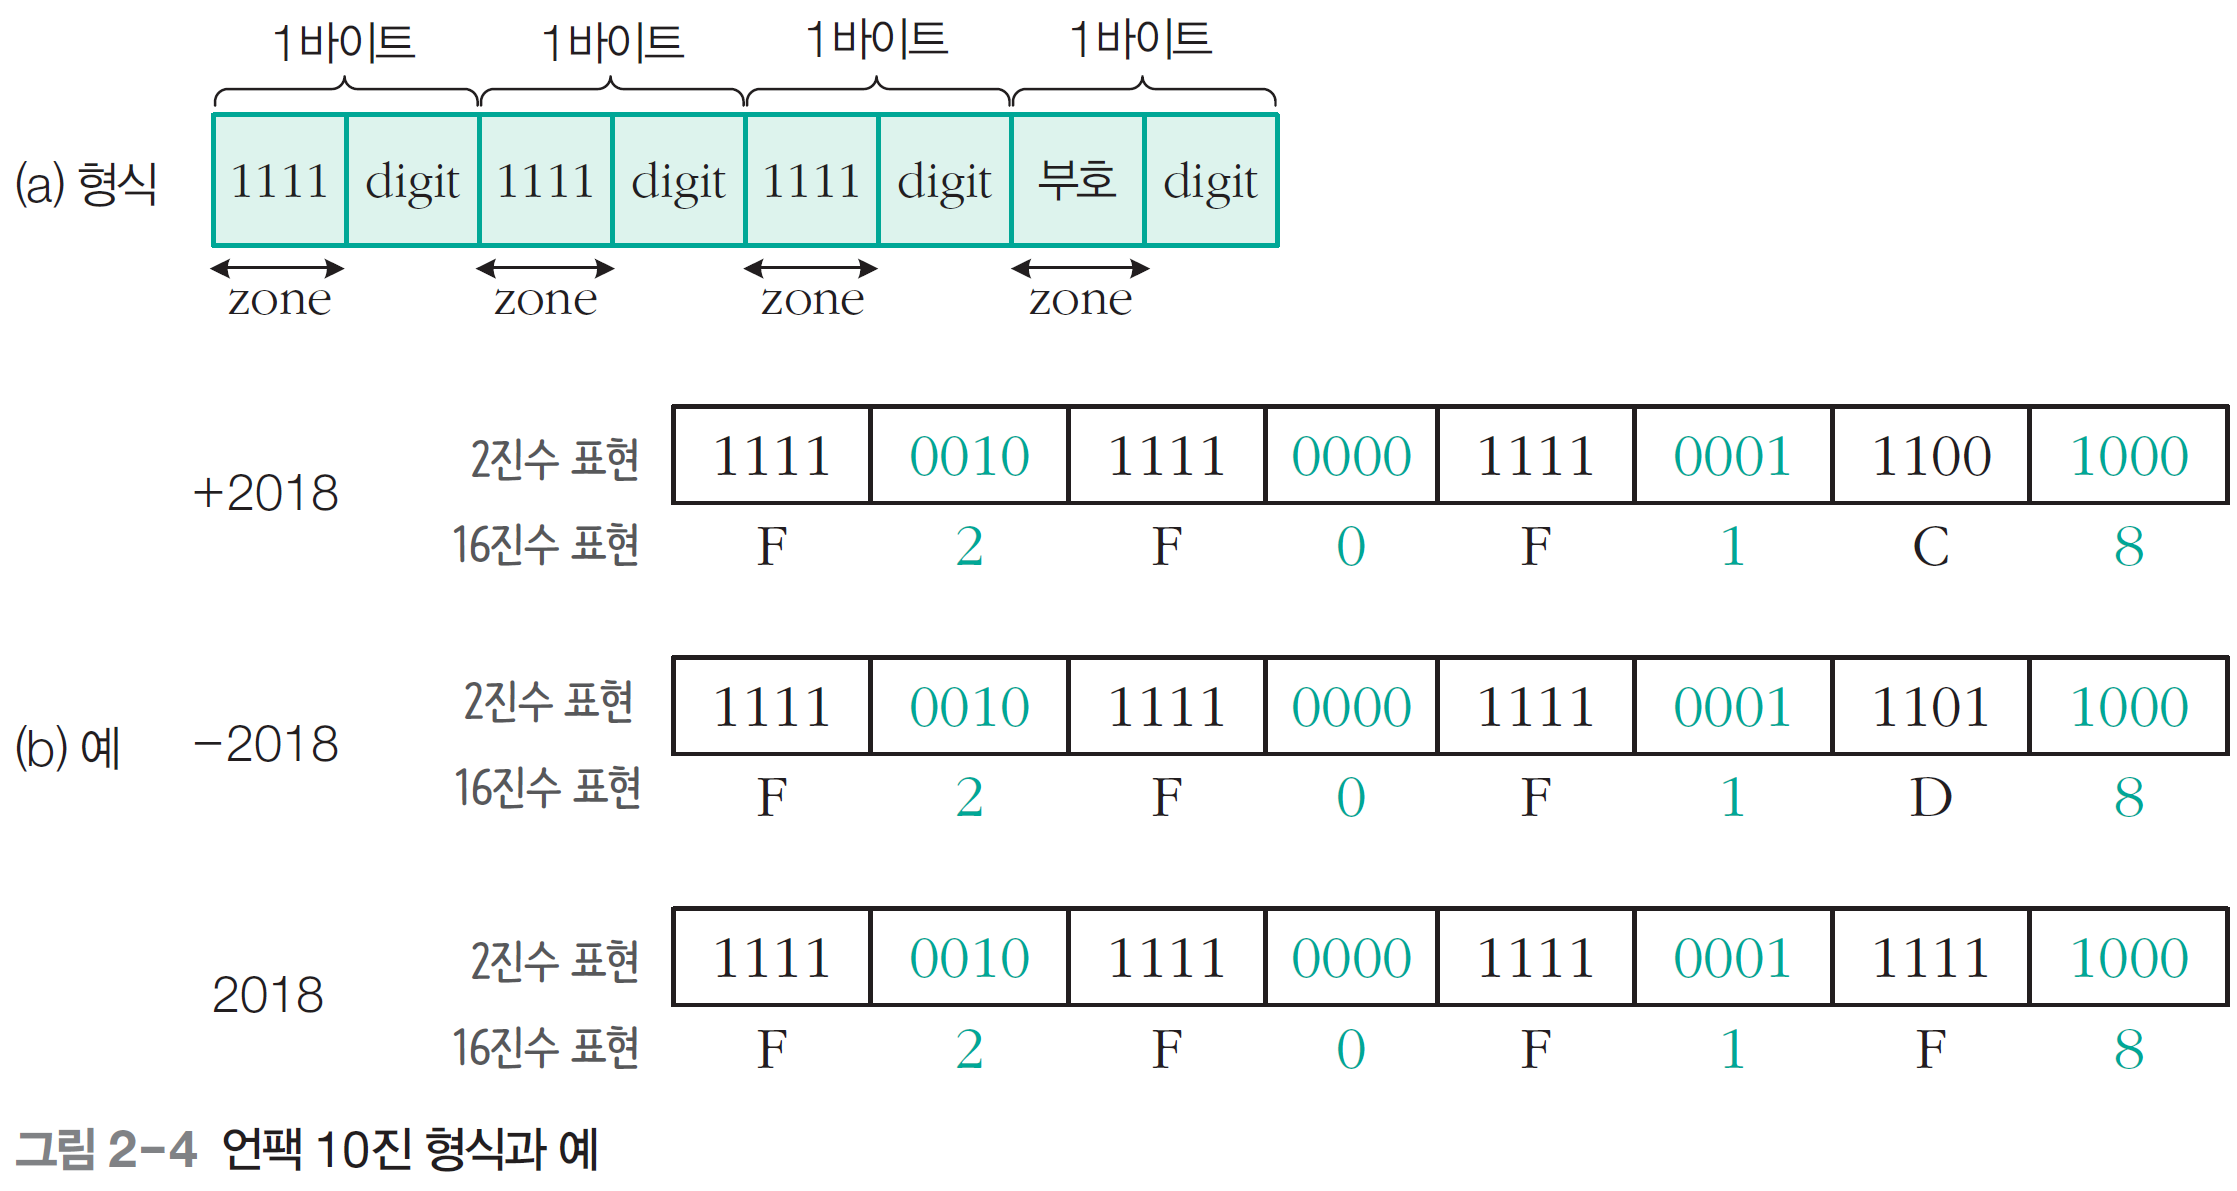 1바이트 1바이트 1바이트 1바이트
(a) 형식 1111 digit 1111 digit 1111 digit 부호 digit
zone zone zone zone
+2018
2진수 표현 1111 0010 1111 0000 1111 0001 1100 1000
16진수 표현 F 2 F 0 F 1 C 8
(b) 예 −2018
2진수 표현 1111 0010 1111 0000 1111 0001 1101 1000
16진수 표현 F 2 F 0 F 1 D 8
2018
2진수 표현 1111 0010 1111 0000 1111 0001 1111 1000
16진수 표현 F 2 F 0 F 1 F 8
그림 2-4 언팩 10진 형식과 예